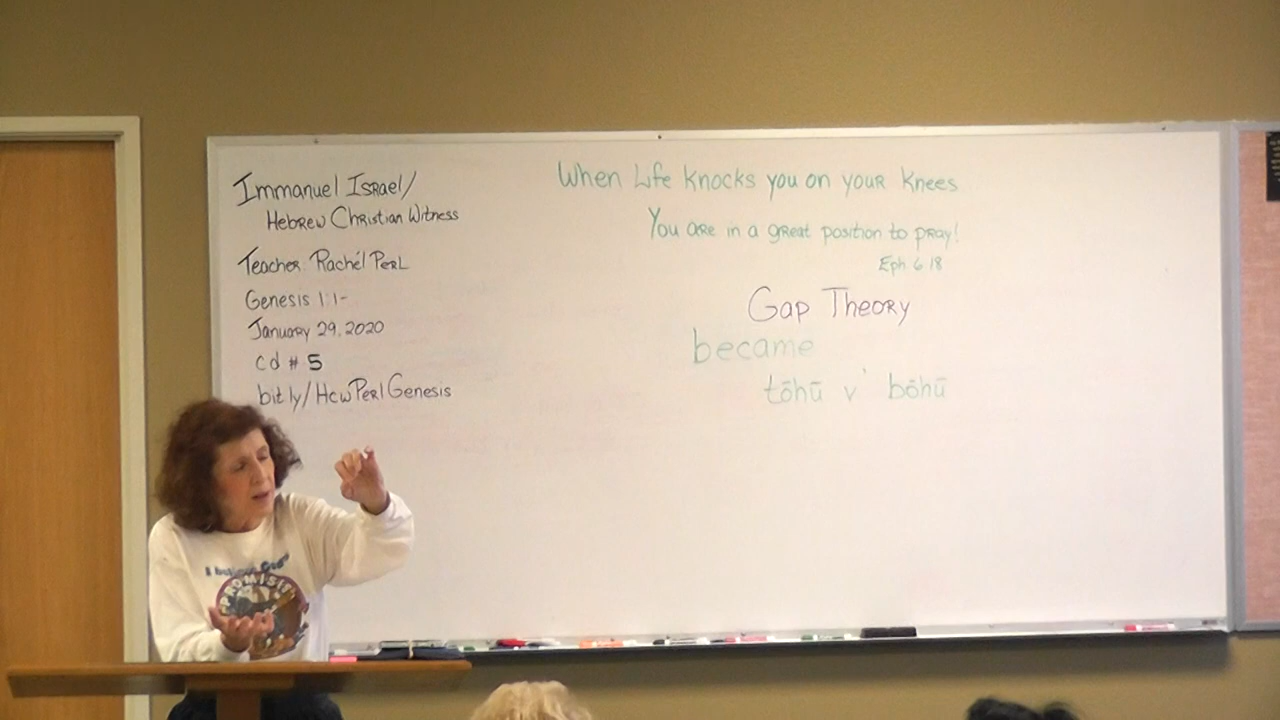 Immanuel Israel/
Hebrew Christian Witness
Teacher: Rachél Perl
Genesis 1:1-
January 29, 2020
cd # 5
bit.ly/HcwPerlGenesis
When Life Knocks you on your Knees
You are in a great position to pray!
Eph 6:18
Gap Theory
became
tōhū v' bōhū
PROMISES